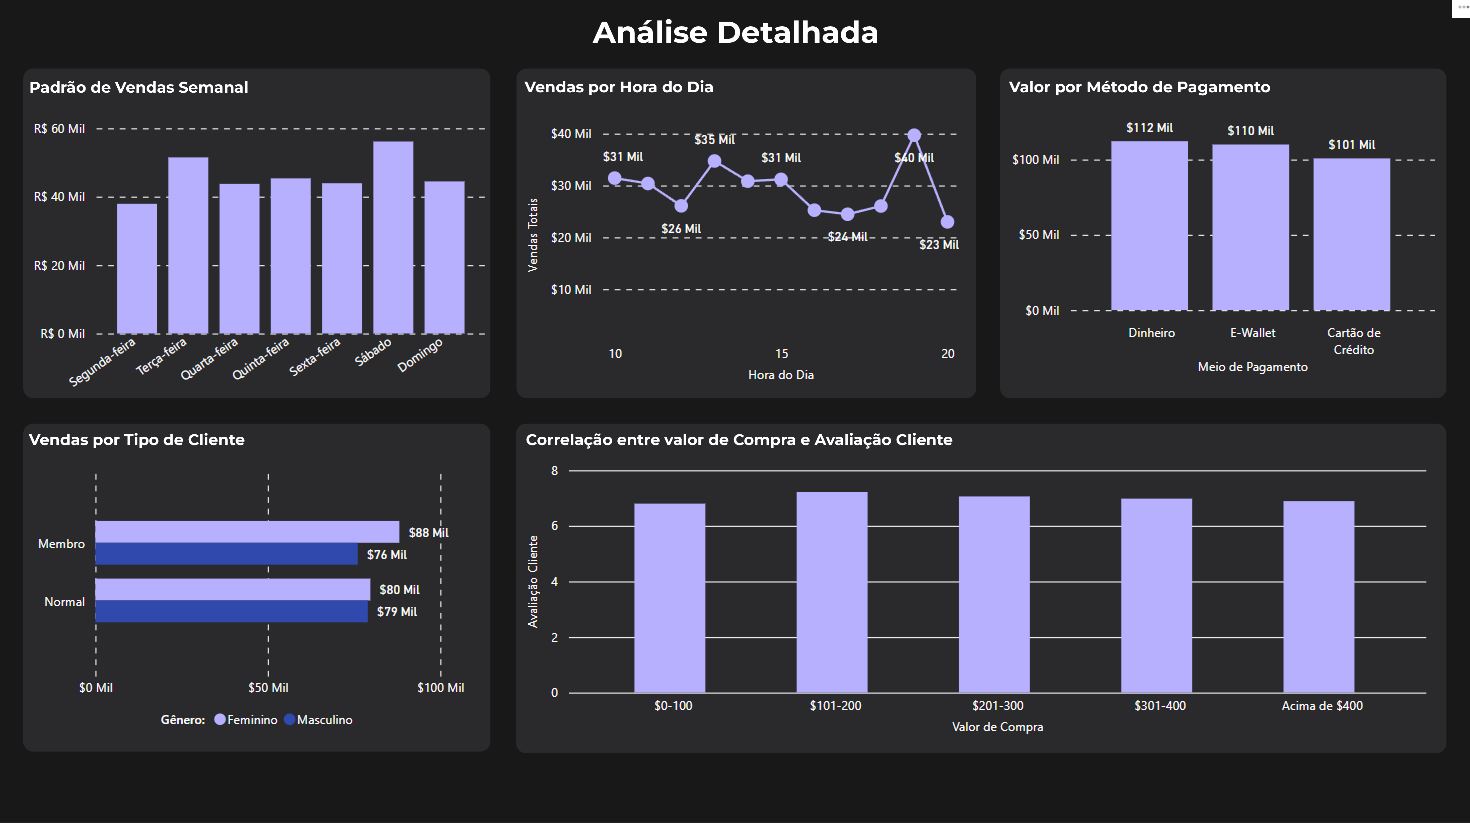 Análise Detalhada
Padrão de Vendas Semanal
R$ 60 Mil
R$ 40 Mil
R$ 20 Mil
R$ 0 Mil
Segunda-feira
Terça-feira
Quarta-feira
Quinta-feira
Sexta-feira
Sábado
Domingo
Vendas por Hora do Dia
Vendas Totais
$40 Mil
$30 Mil
$20 Mil
$10 Mil
$31 Mil
$26 Mil
$35 Mil
$31 Mil
$24 Mil
$40 Mil
$23 Mil
10
15
20
Hora do Dia
Valor por Método de Pagamento
$100 Mil
$50 Mil
$0 Mil
$112 Mil
$110 Mil
$101 Mil
Dinheiro
E-Wallet
Cartão de
Crédito
Meio de Pagamento
Vendas por Tipo de Cliente
Membro
$88 Mil
$76 Mil
Normal
$80 Mil
$79 Mil
$0 Mil
$50 Mil
$100 Mil
Gênero: Feminino Masculino
Correlação entre valor de Compra e Avaliação Cliente
Avaliação Cliente
8
6
4
2
0
$0-100
$101-200
$201-300
$301-400
Acima de $400
Valor de Compra